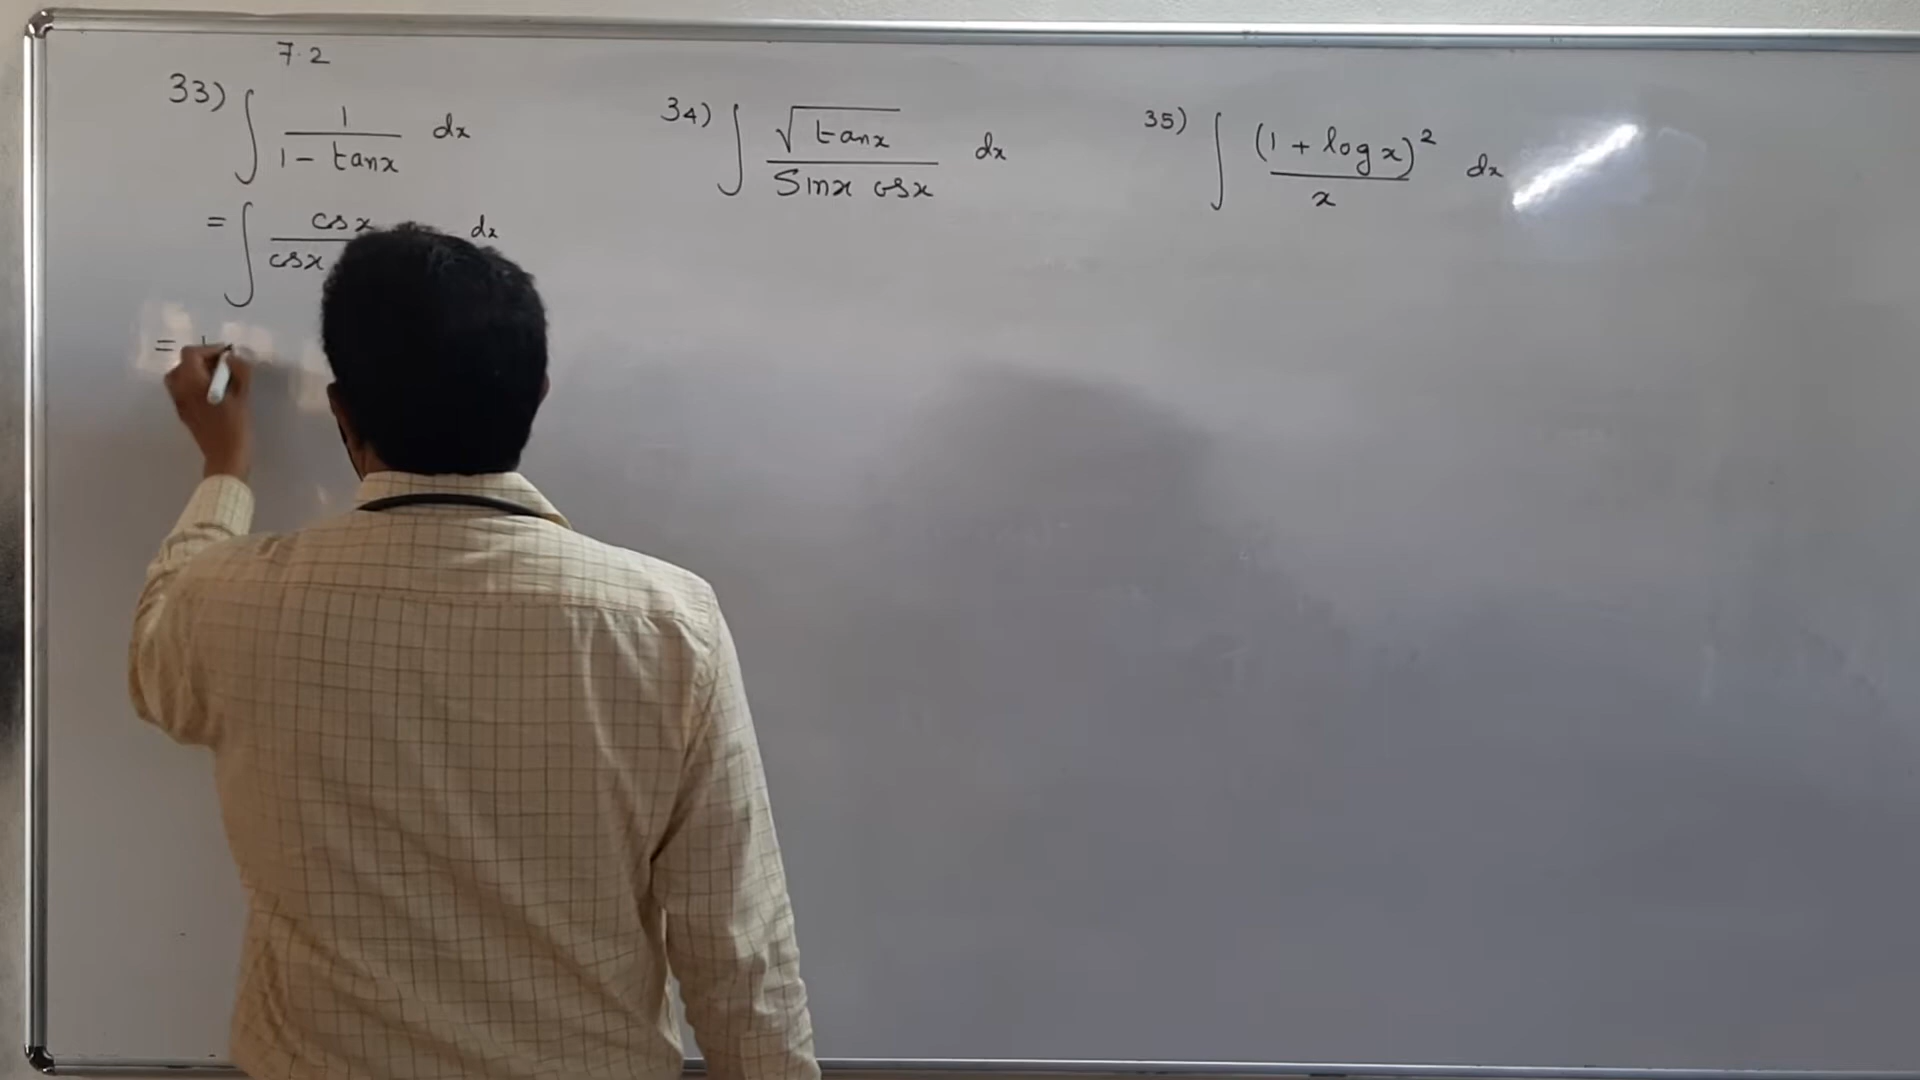 7.2
33) ∫ 1 / (1 - tanx) dx
= ∫ cosx / cosx dx
=
34) ∫ √tanx / (Sinx cosx) dx
35) ∫ (1 + log x)² / x dx